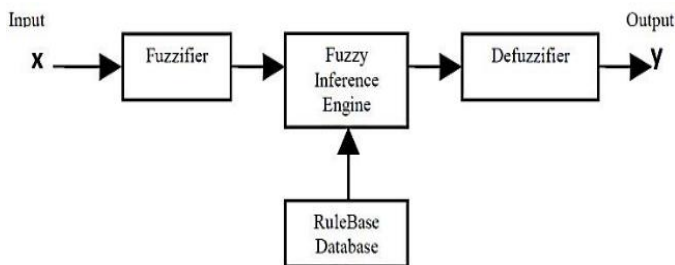 Input
Output
x
Fuzzifier
Fuzzy
Inference
Engine
Defuzzifier
y
RuleBase
Database